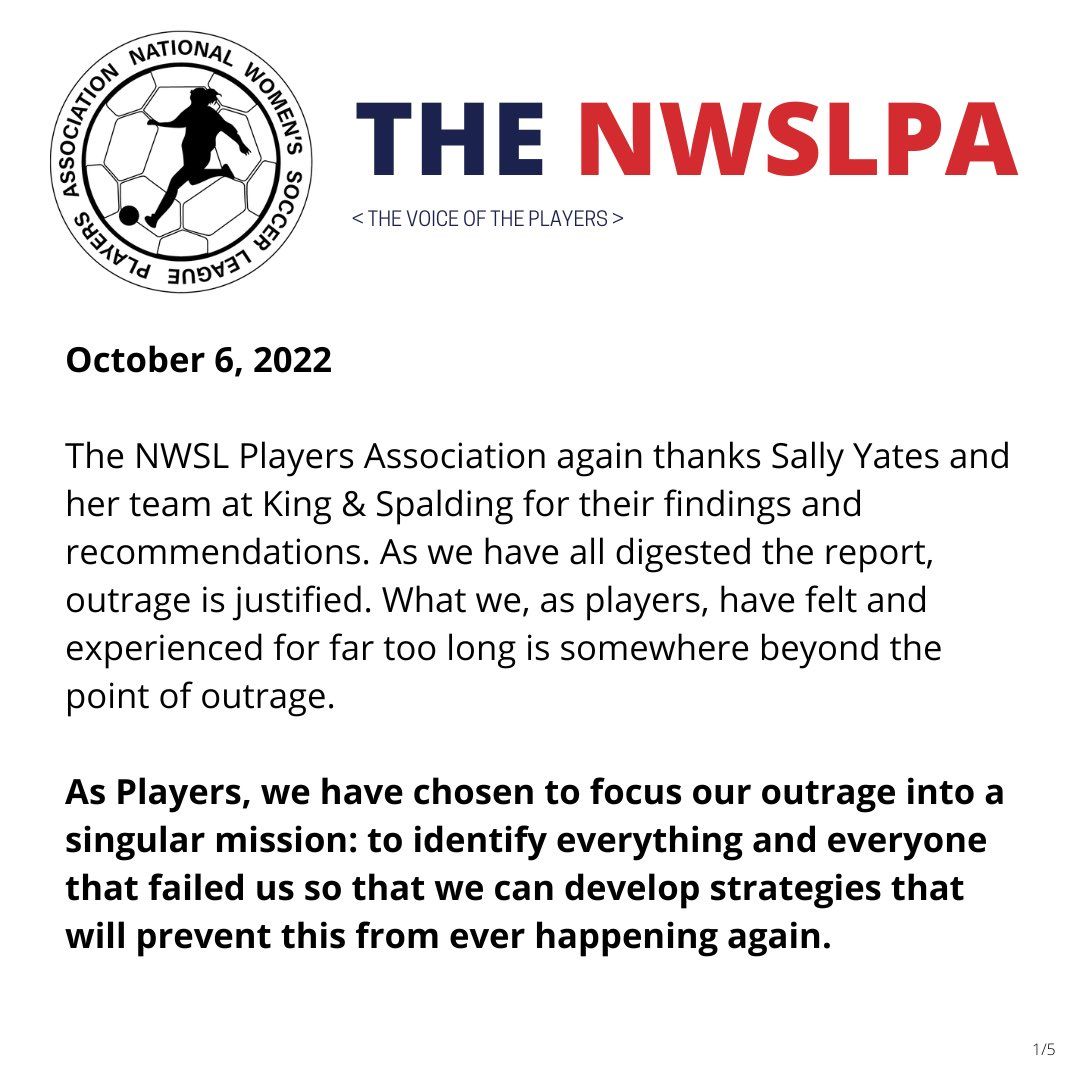 NATIONAL WOMEN'S SOCCER LEAGUE PLAYERS ASSOCIATION
THE NWSLPA
< THE VOICE OF THE PLAYERS >
October 6, 2022
The NWSL Players Association again thanks Sally Yates and
her team at King & Spalding for their findings and
recommendations. As we have all digested the report,
outrage is justified. What we, as players, have felt and
experienced for far too long is somewhere beyond the
point of outrage.
As Players, we have chosen to focus our outrage into a
singular mission: to identify everything and everyone
that failed us so that we can develop strategies that
will prevent this from ever happening again.
1/5